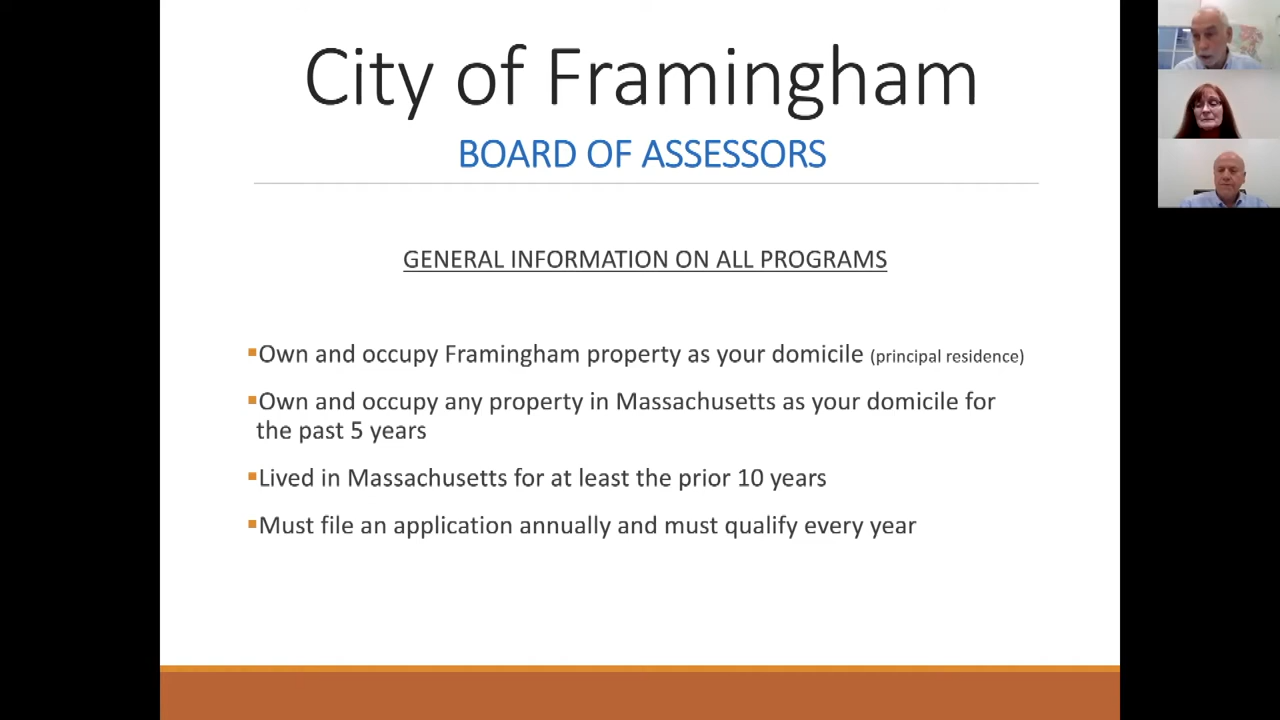 City of Framingham
BOARD OF ASSESSORS
GENERAL INFORMATION ON ALL PROGRAMS
▪Own and occupy Framingham property as your domicile (principal residence)
▪Own and occupy any property in Massachusetts as your domicile for
the past 5 years
▪Lived in Massachusetts for at least the prior 10 years
▪Must file an application annually and must qualify every year